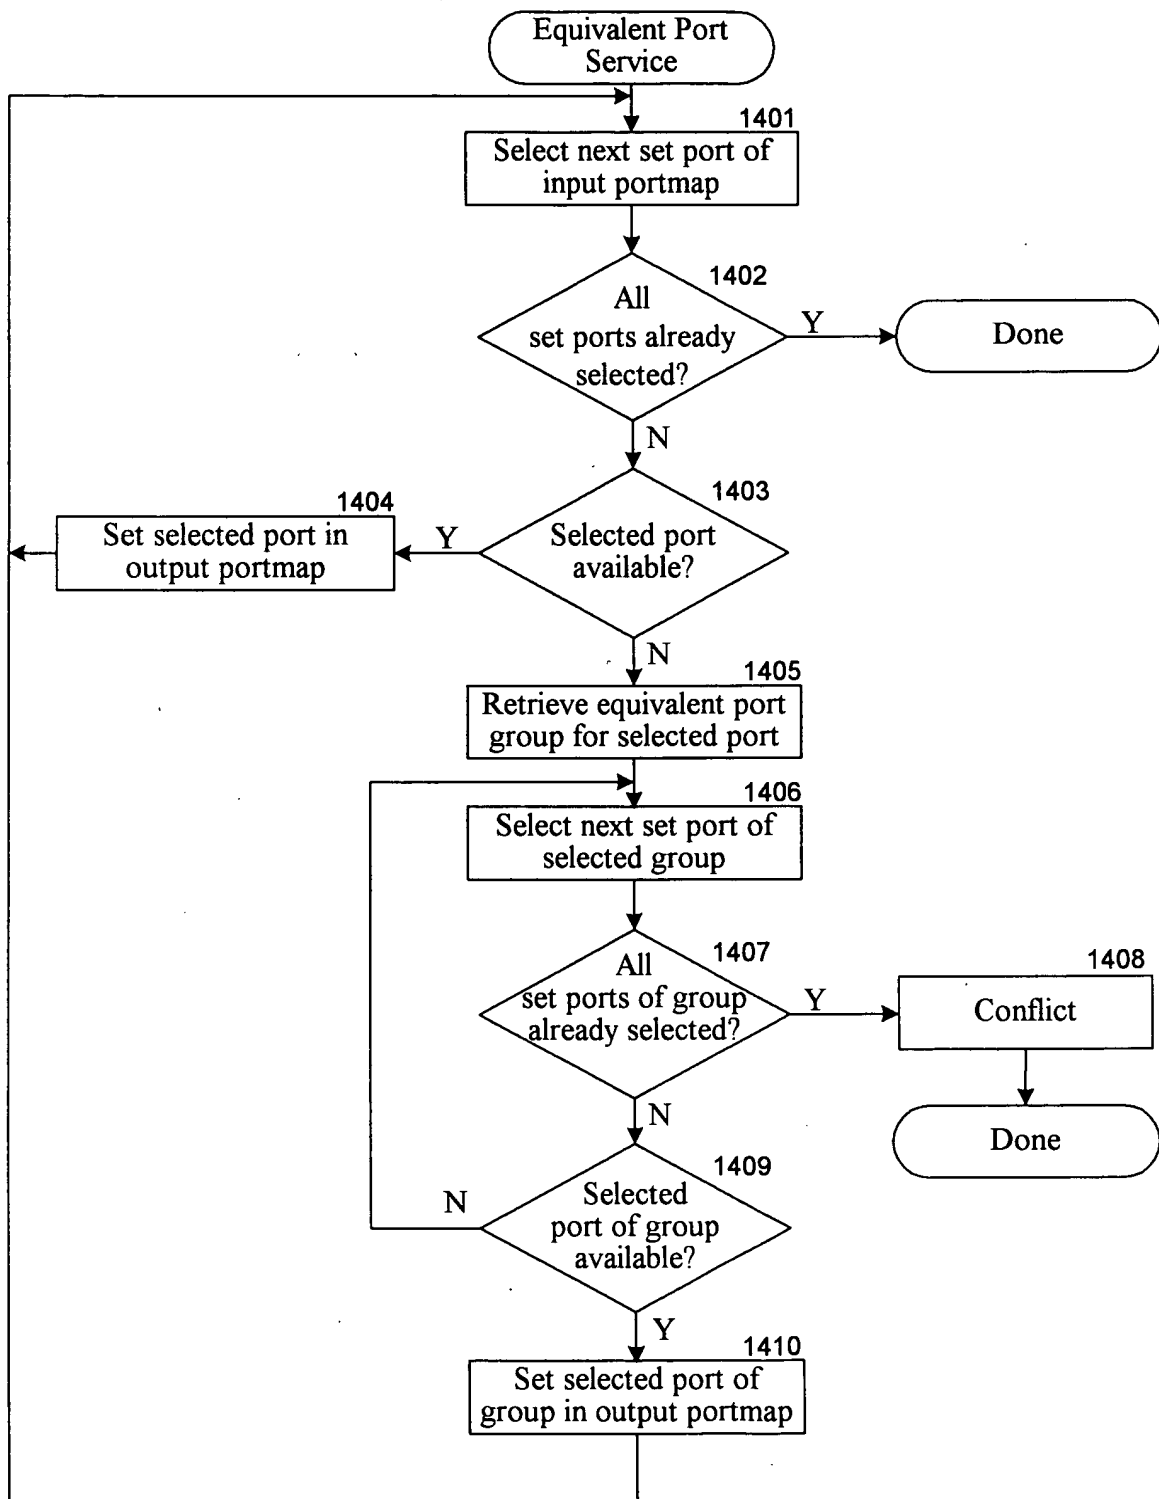 Equivalent Port
Service
1401
Select next set port of
input portmap
1402
All
set ports already
selected?
Y
Done
N
1403
Selected port
available?
Y
1404
Set selected port in
output portmap
N
1405
Retrieve equivalent port
group for selected port
1406
Select next set port of
selected group
1407
All
set ports of group
already selected?
Y
1408
Conflict
Done
N
1409
Selected
port of group
available?
N
Y
1410
Set selected port of
group in output portmap